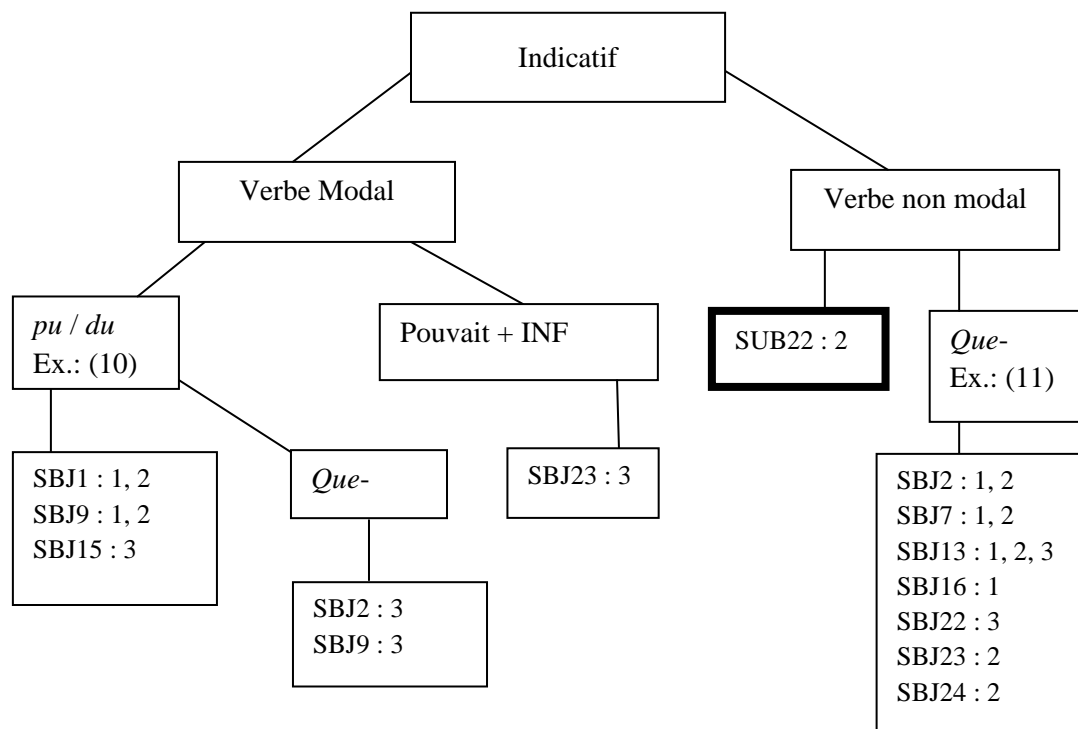 Indicatif
Verbe Modal
Verbe non modal
pu / du
Ex.: (10)
Pouvait + INF
SUB22 : 2
Que-
Ex.: (11)
SBJ1 : 1, 2
SBJ9 : 1, 2
SBJ15 : 3
Que-
SBJ23 : 3
SBJ2 : 3
SBJ9 : 3
SBJ2 : 1, 2
SBJ7 : 1, 2
SBJ13 : 1, 2, 3
SBJ16 : 1
SBJ22 : 3
SBJ23 : 2
SBJ24 : 2